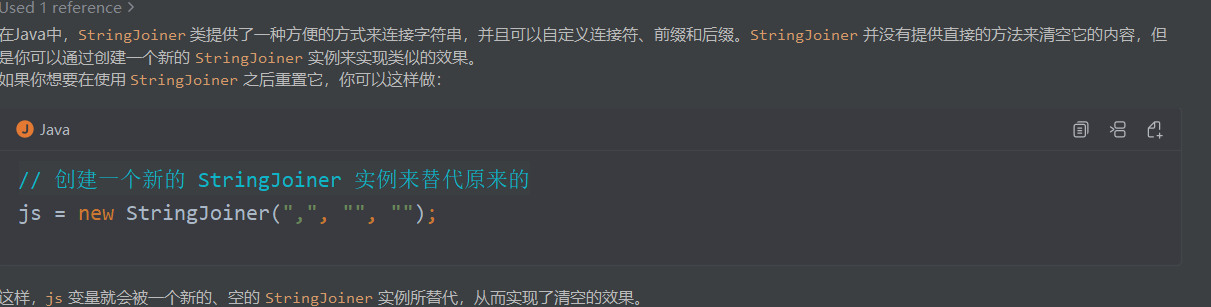 Used 1 reference >
在Java中，StringJoiner 类提供了一种方便的方式来连接字符串，并且可以自定义连接符、前缀和后缀。StringJoiner 并没有提供直接的方法来清空它的内容，但
是你可以通过创建一个新的 StringJoiner 实例来实现类似的效果。
如果你想要在使用 StringJoiner 之后重置它，你可以这样做：
J Java
// 创建一个新的 StringJoiner 实例来替代原来的
js = new StringJoiner(",", "", "");
这样，js 变量就会被一个新的、空的 StringJoiner 实例所替代，从而实现了清空的效果。